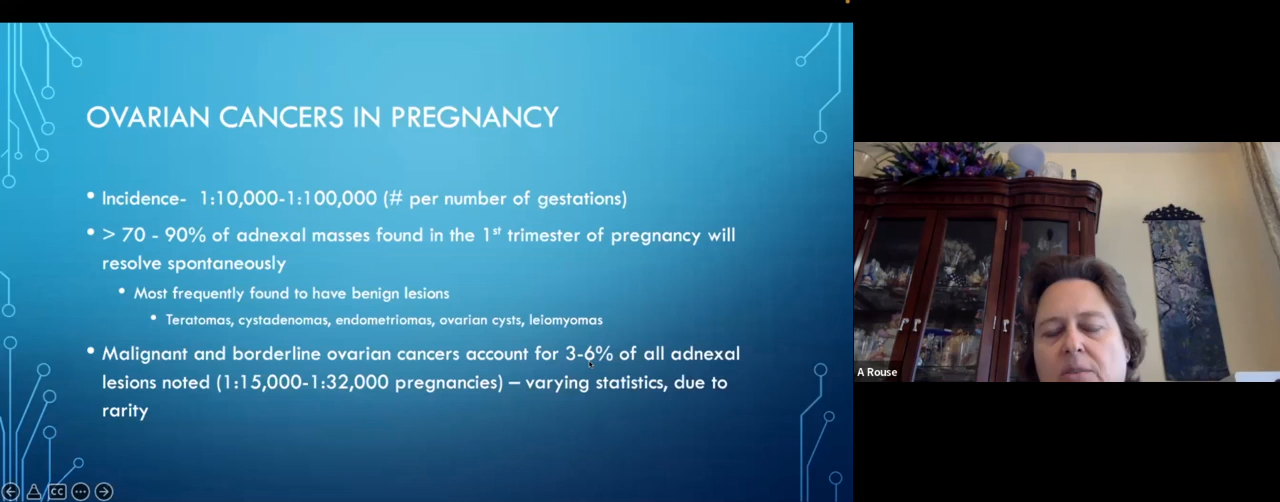 OVARIAN CANCERS IN PREGNANCY
• Incidence-  1:10,000-1:100,000 (# per number of gestations)
• > 70 - 90% of adnexal masses found in the 1st trimester of pregnancy will
resolve spontaneously
• Most frequently found to have benign lesions
• Teratomas, cystadenomas, endometriomas, ovarian cysts, leiomyomas
• Malignant and borderline ovarian cancers account for 3-6% of all adnexal
lesions noted (1:15,000-1:32,000 pregnancies) – varying statistics, due to
rarity
CC
A Rouse